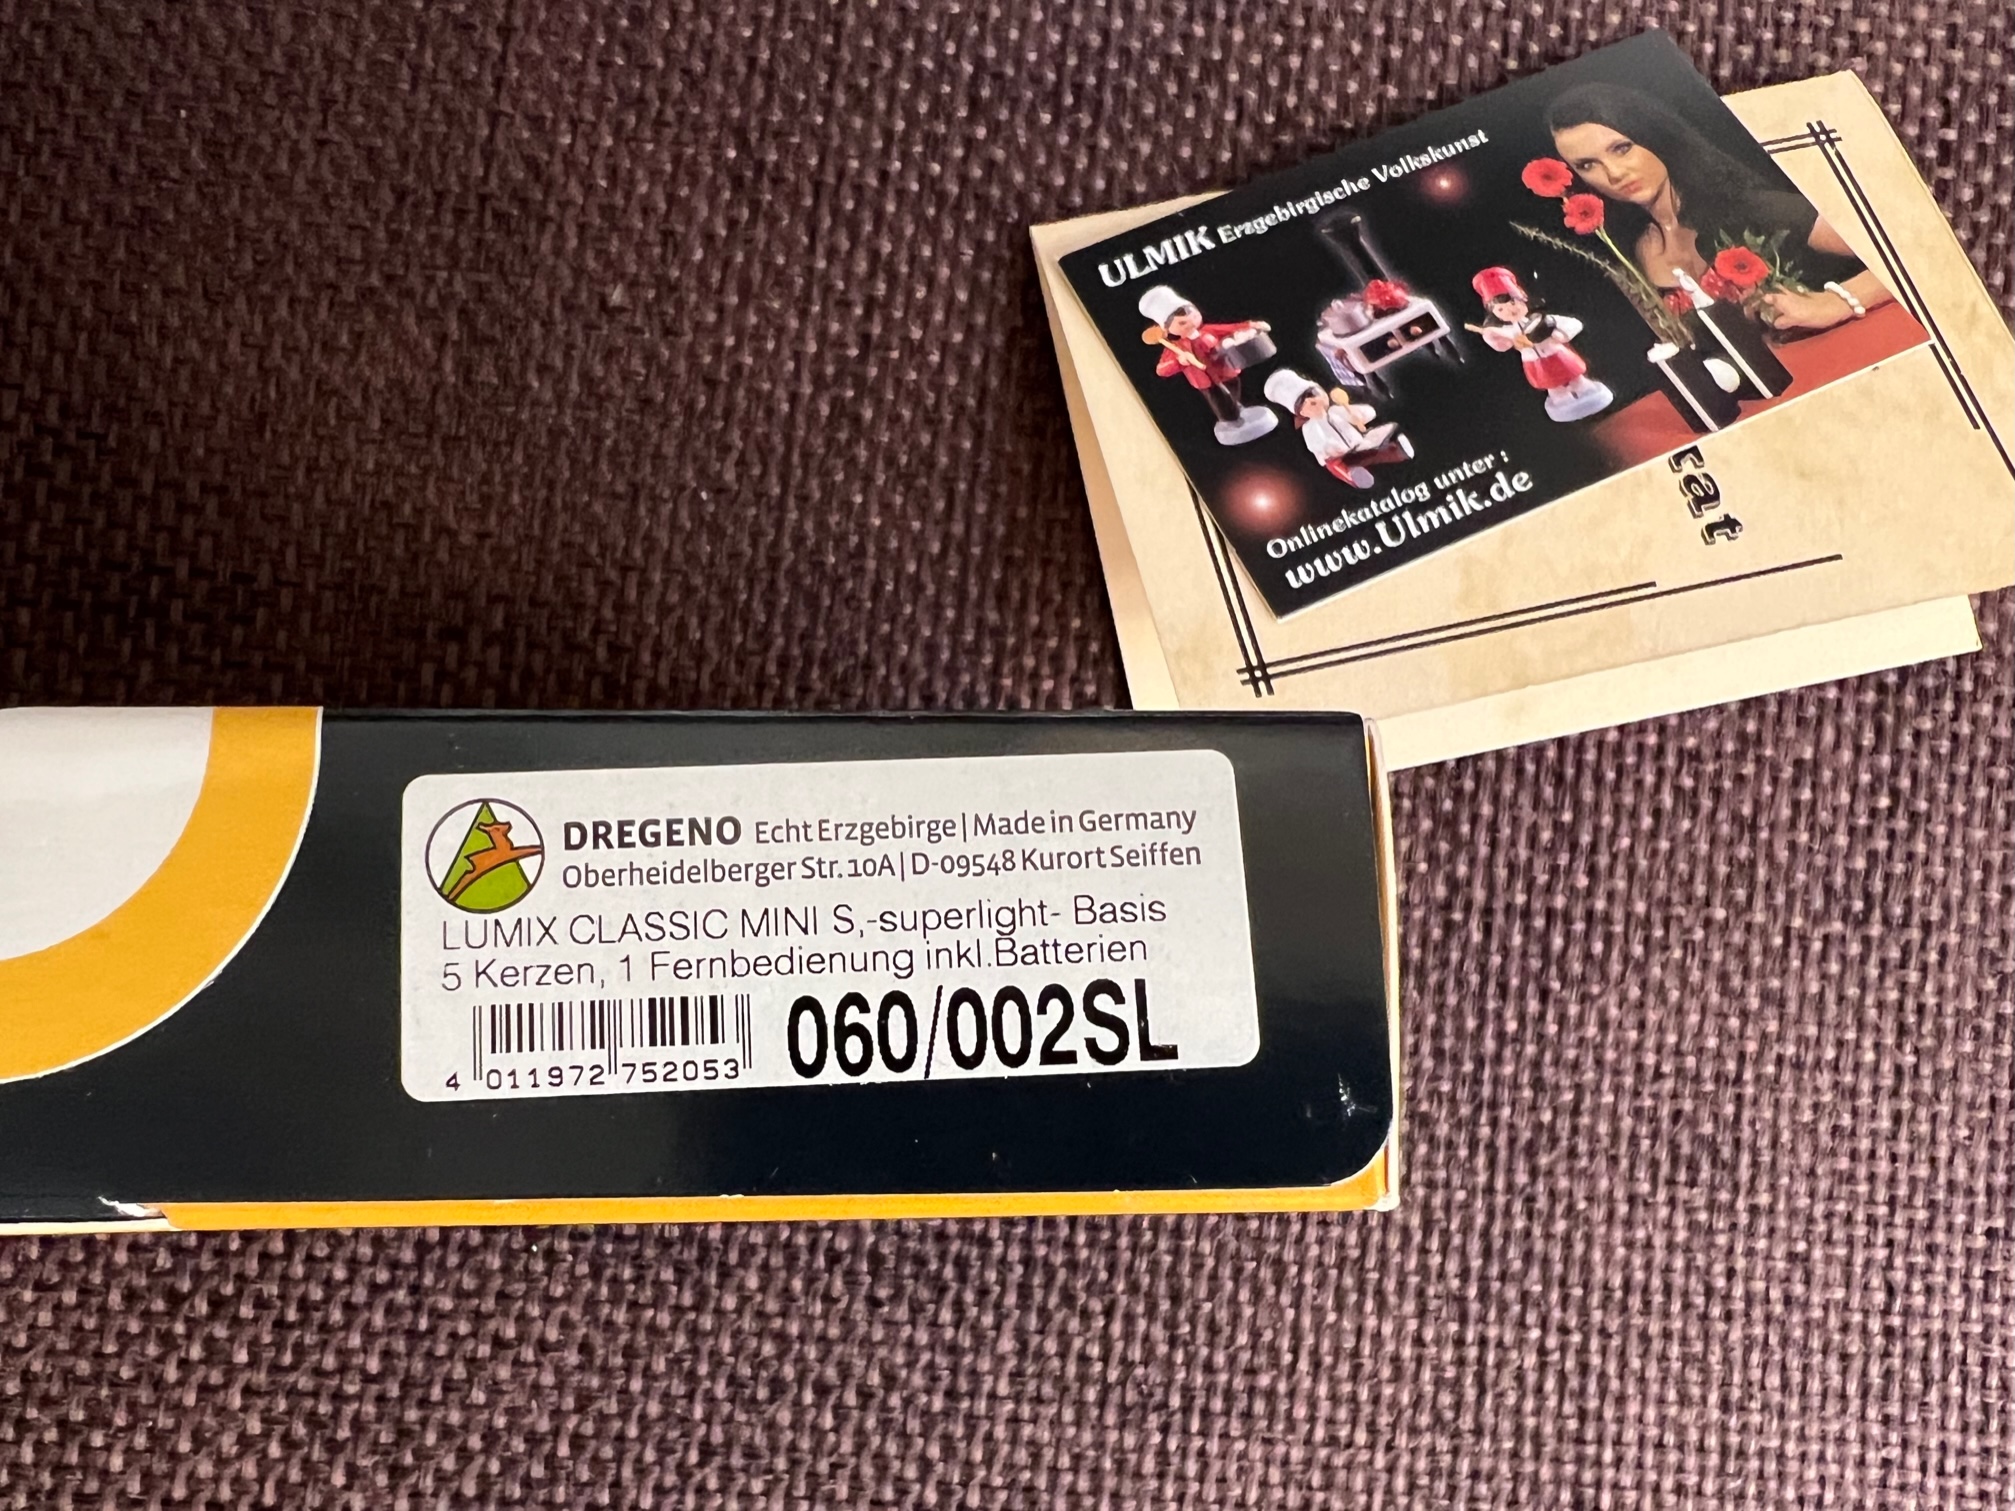 ULMIK Erzgebirgische Volkskunst
Onlinekatalog unter :
www.Ulmik.de
rat
DREGENO Echt Erzgebirge | Made in Germany
Oberheidelberger Str. 10A | D-09548 Kurort Seiffen
LUMIX CLASSIC MINI S,-superlight- Basis
5 Kerzen, 1 Fernbedienung inkl.Batterien
060/002SL
4 011972 752053